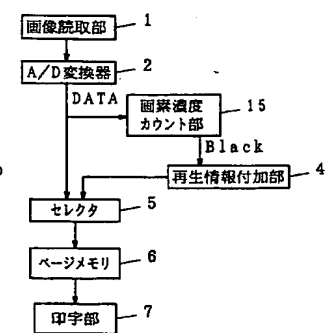 画像読取部 1
A/D変換器 2
DATA
画素濃度
カウント部 15
Black
再生情報付加部 4
セレクタ 5
ページメモリ 6
印字部 7